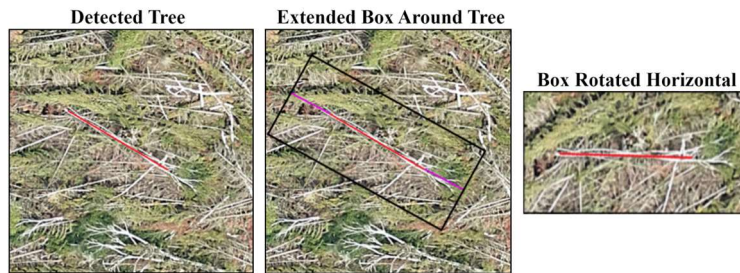 Detected Tree
Extended Box Around Tree
Box Rotated Horizontal